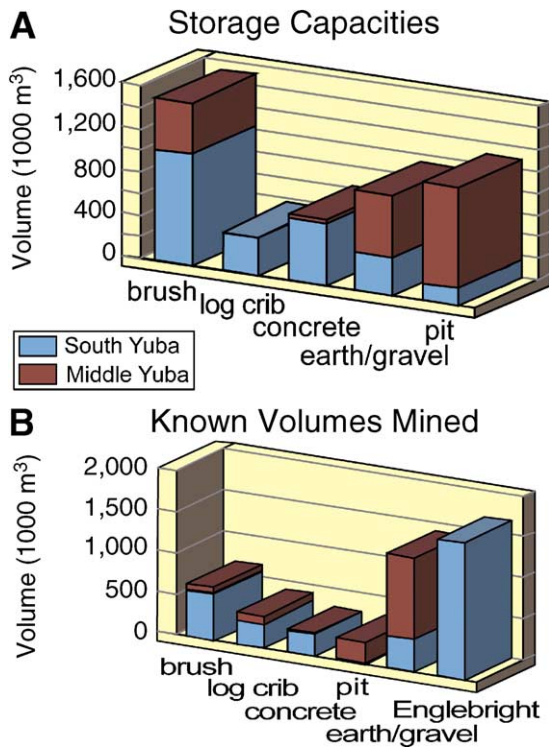 A
Storage Capacities
Volume (1000 m³)
1,600
1,200
800
400
0
brush
log crib
concrete
earth/gravel
pit
South Yuba
Middle Yuba
B
Known Volumes Mined
Volume (1000 m³)
2,000
1,500
1,000
500
0
brush
log crib
concrete
pit
earth/gravel
Englebright